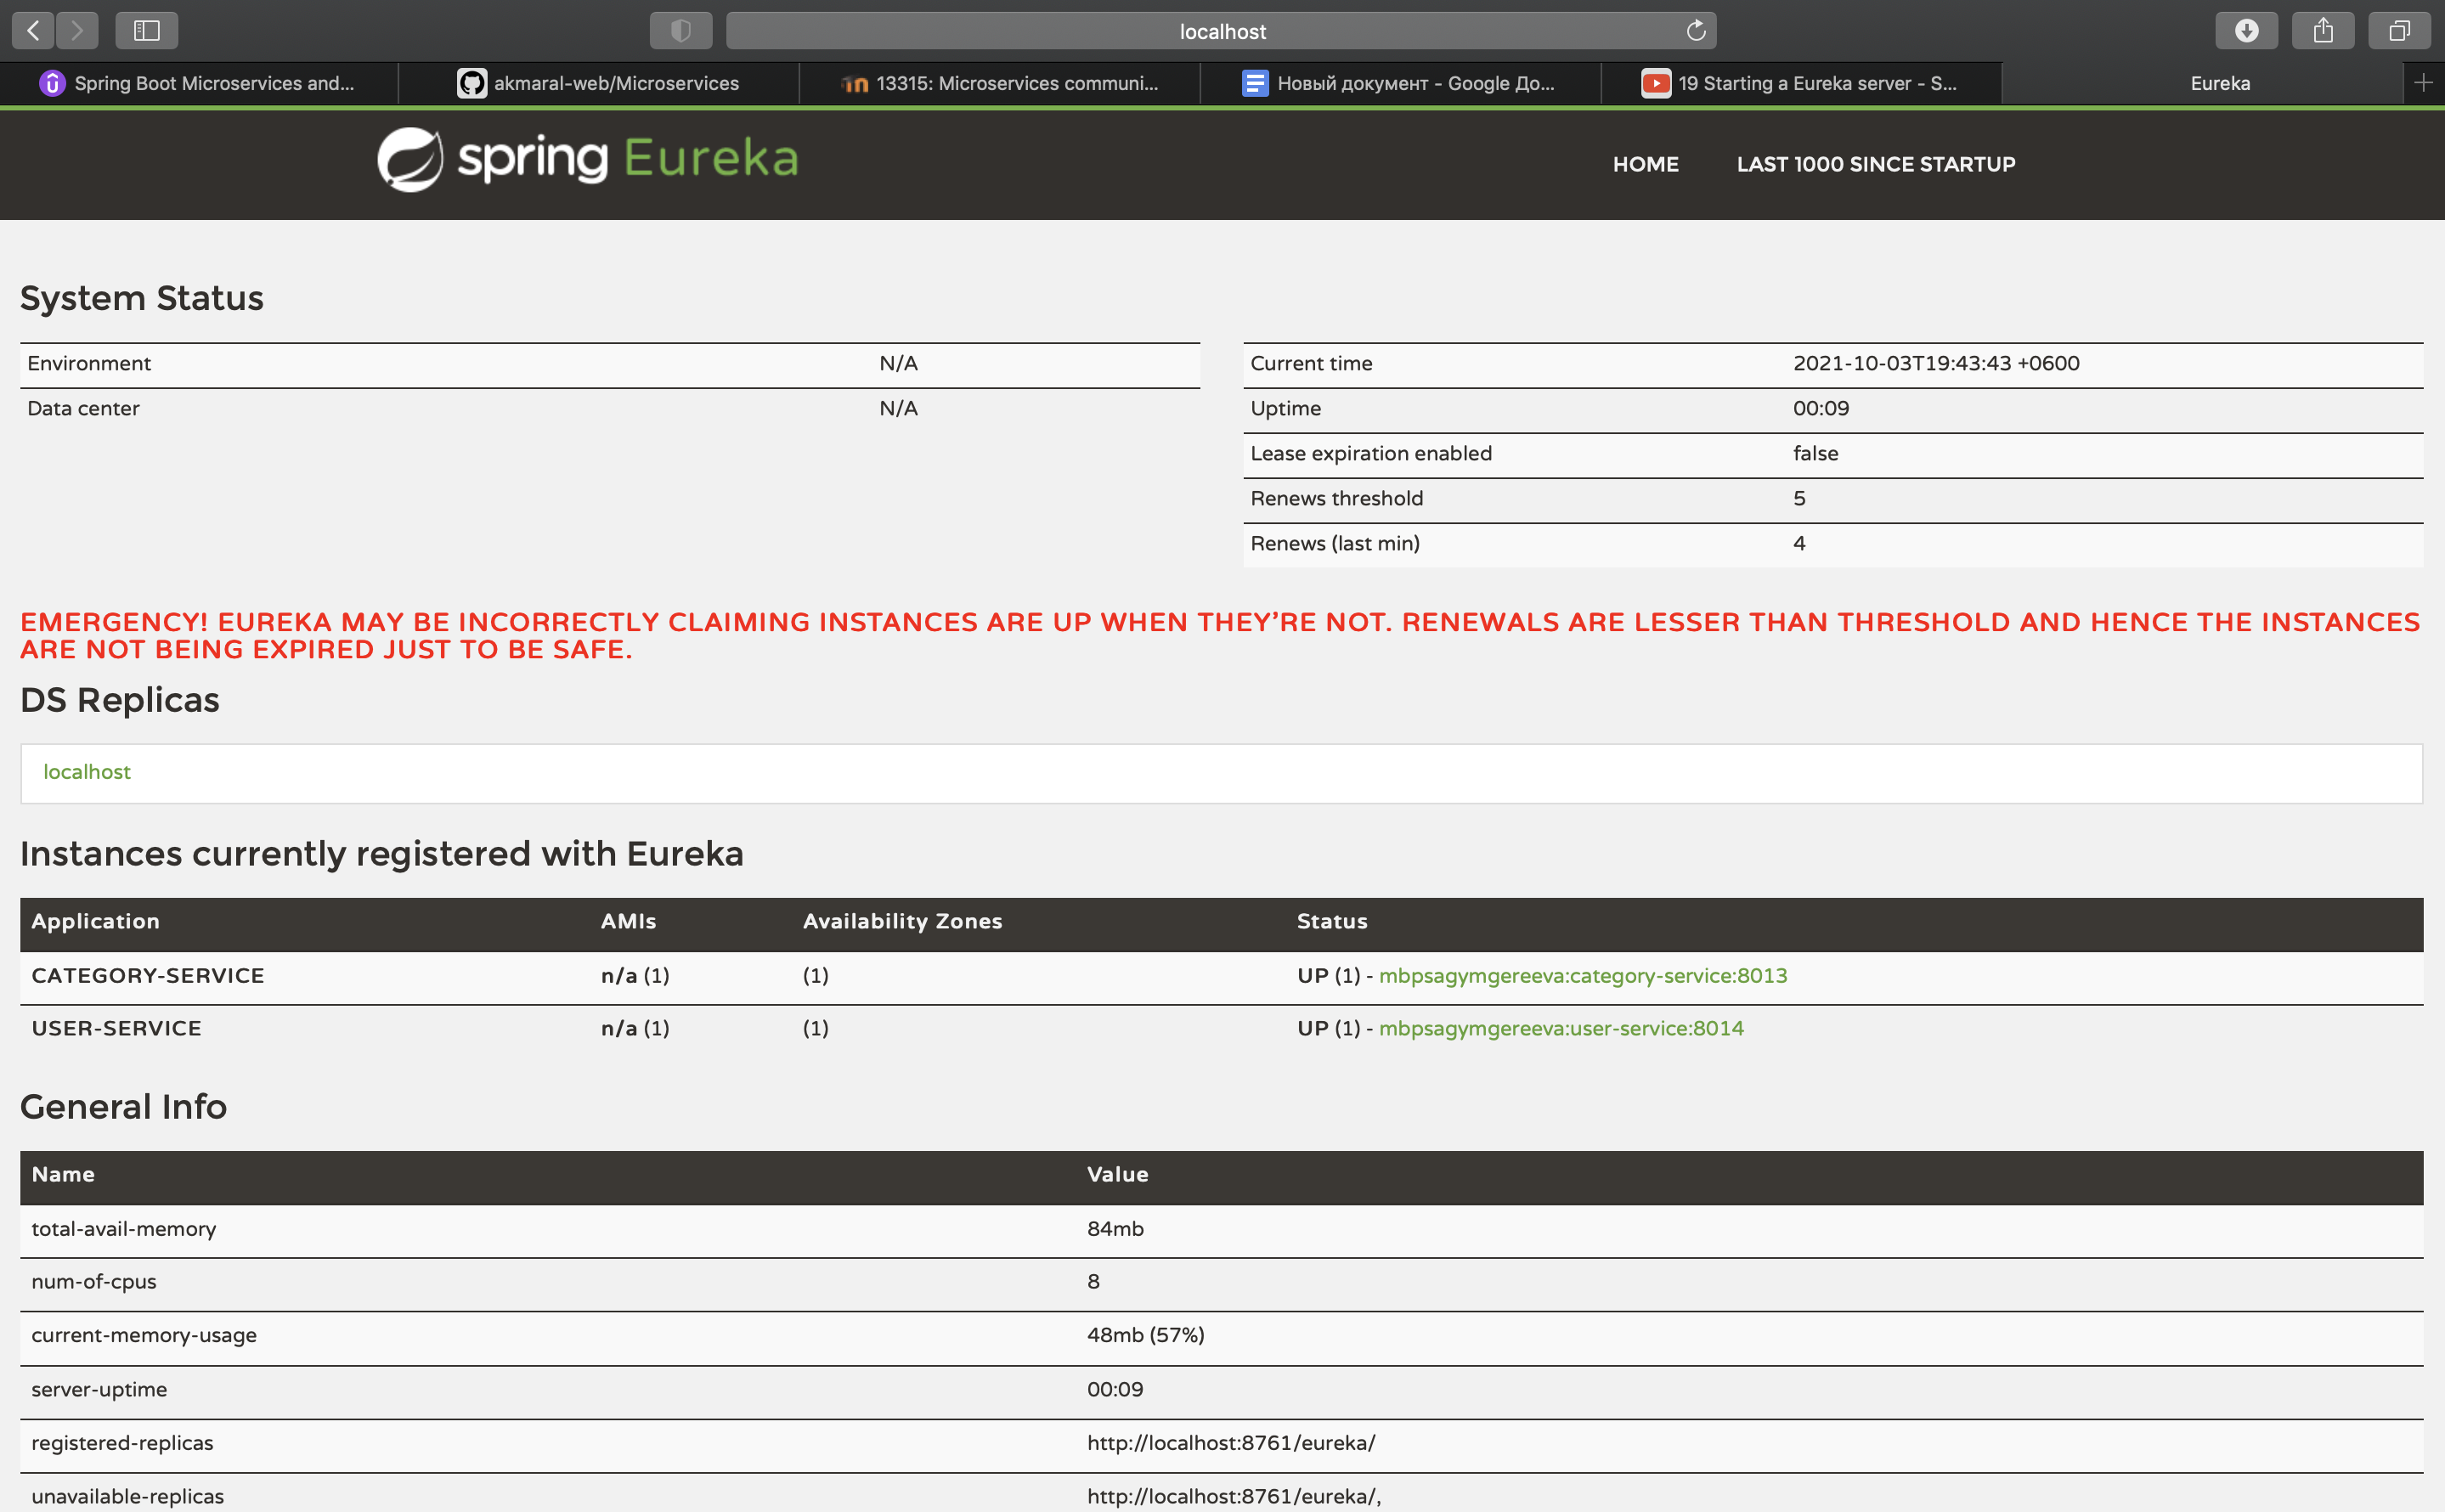 localhost
Spring Boot Microservices and...
akmaral-web/Microservices
13315: Microservices communi...
Новый документ - Google До...
19 Starting a Eureka server - S...
Eureka
spring Eureka
HOME
LAST 1000 SINCE STARTUP
System Status
Environment N/A
Data center N/A
Current time 2021-10-03T19:43:43 +0600
Uptime 00:09
Lease expiration enabled false
Renews threshold 5
Renews (last min) 4
EMERGENCY! EUREKA MAY BE INCORRECTLY CLAIMING INSTANCES ARE UP WHEN THEY'RE NOT. RENEWALS ARE LESSER THAN THRESHOLD AND HENCE THE INSTANCES
ARE NOT BEING EXPIRED JUST TO BE SAFE.
DS Replicas
localhost
Instances currently registered with Eureka
Application AMIs Availability Zones Status
CATEGORY-SERVICE n/a (1) (1) UP (1) - mbpsagymgereeva:category-service:8013
USER-SERVICE n/a (1) (1) UP (1) - mbpsagymgereeva:user-service:8014
General Info
Name Value
total-avail-memory 84mb
num-of-cpus 8
current-memory-usage 48mb (57%)
server-uptime 00:09
registered-replicas http://localhost:8761/eureka/
unavailable-replicas http://localhost:8761/eureka/,